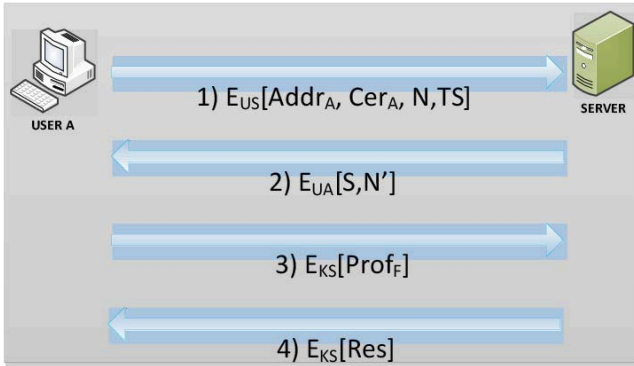 1) EUS[AddrA, CerA, N,TS]
USER A
SERVER
2) EUA[S,N’]
3) EKS[ProfF]
4) EKS[Res]